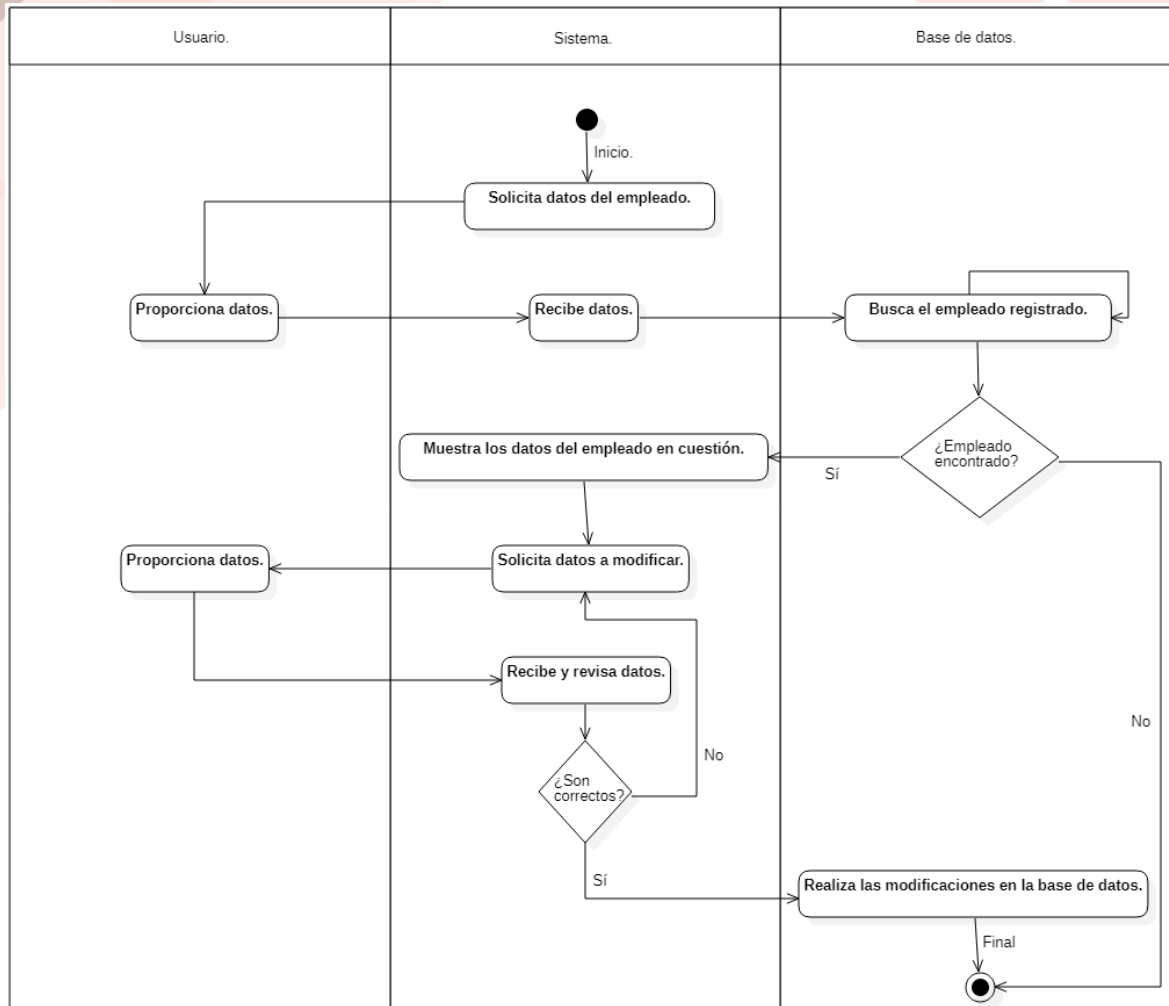 Usuario.
Sistema.
Base de datos.
Inicio.
Solicita datos del empleado.
Proporciona datos.
Recibe datos.
Busca el empleado registrado.
¿Empleado
encontrado?
Sí
Muestra los datos del empleado en cuestión.
Solicita datos a modificar.
Proporciona datos.
Recibe y revisa datos.
¿Son
correctos?
No
No
Sí
Realiza las modificaciones en la base de datos.
Final